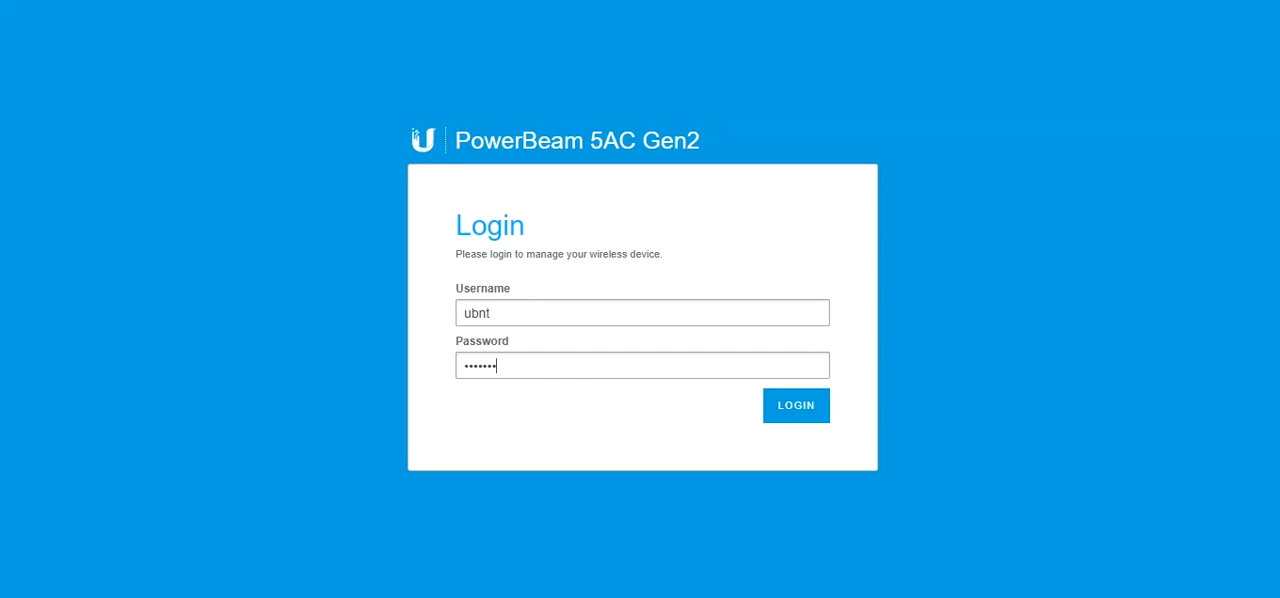 PowerBeam 5AC Gen2
Login
Please login to manage your wireless device.
Username
ubnt
Password
•••••••
LOGIN